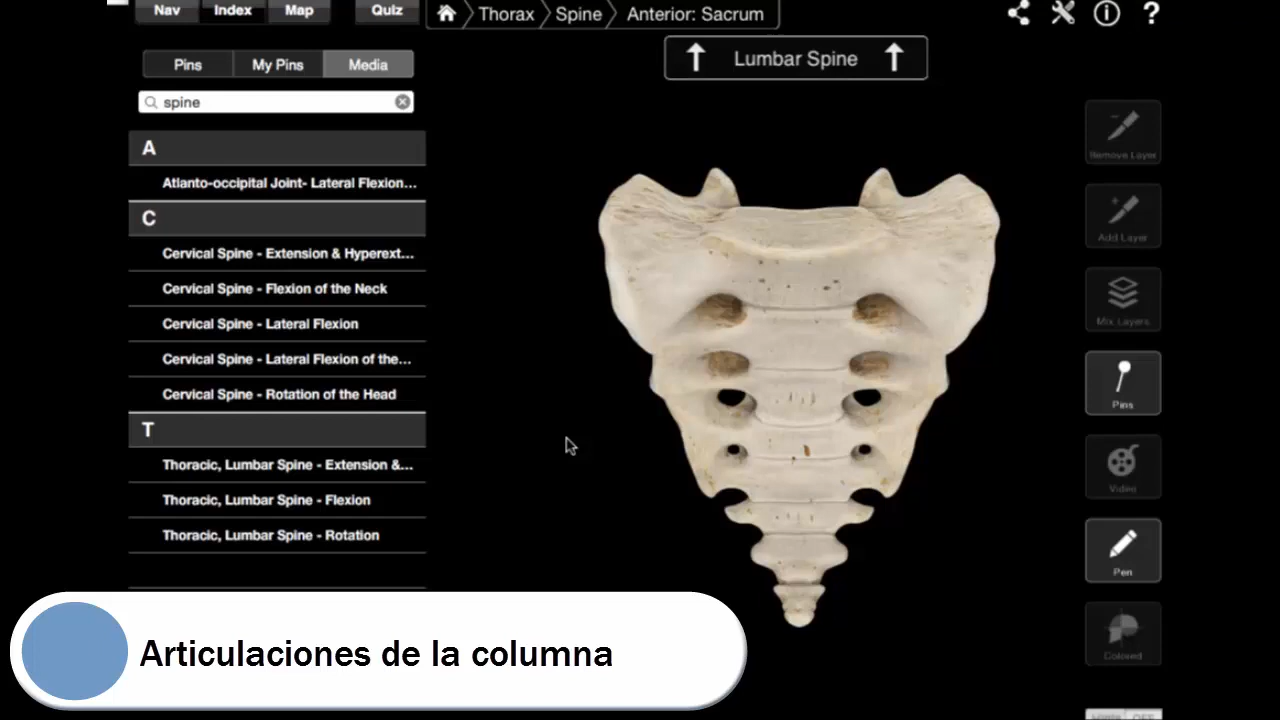 Nav Index Map Quiz
Thorax Spine Anterior: Sacrum
?
Lumbar Spine
Pins My Pins Media
spine
A
Atlanto-occipital Joint- Lateral Flexion...
C
Cervical Spine - Extension & Hyperext...
Cervical Spine - Flexion of the Neck
Cervical Spine - Lateral Flexion
Cervical Spine - Lateral Flexion of the...
Cervical Spine - Rotation of the Head
T
Thoracic, Lumbar Spine - Extension &...
Thoracic, Lumbar Spine - Flexion
Thoracic, Lumbar Spine - Rotation
Remove Layer
Add Layer
Mix Layers
Pins
Video
Pen
Colored
Articulaciones de la columna